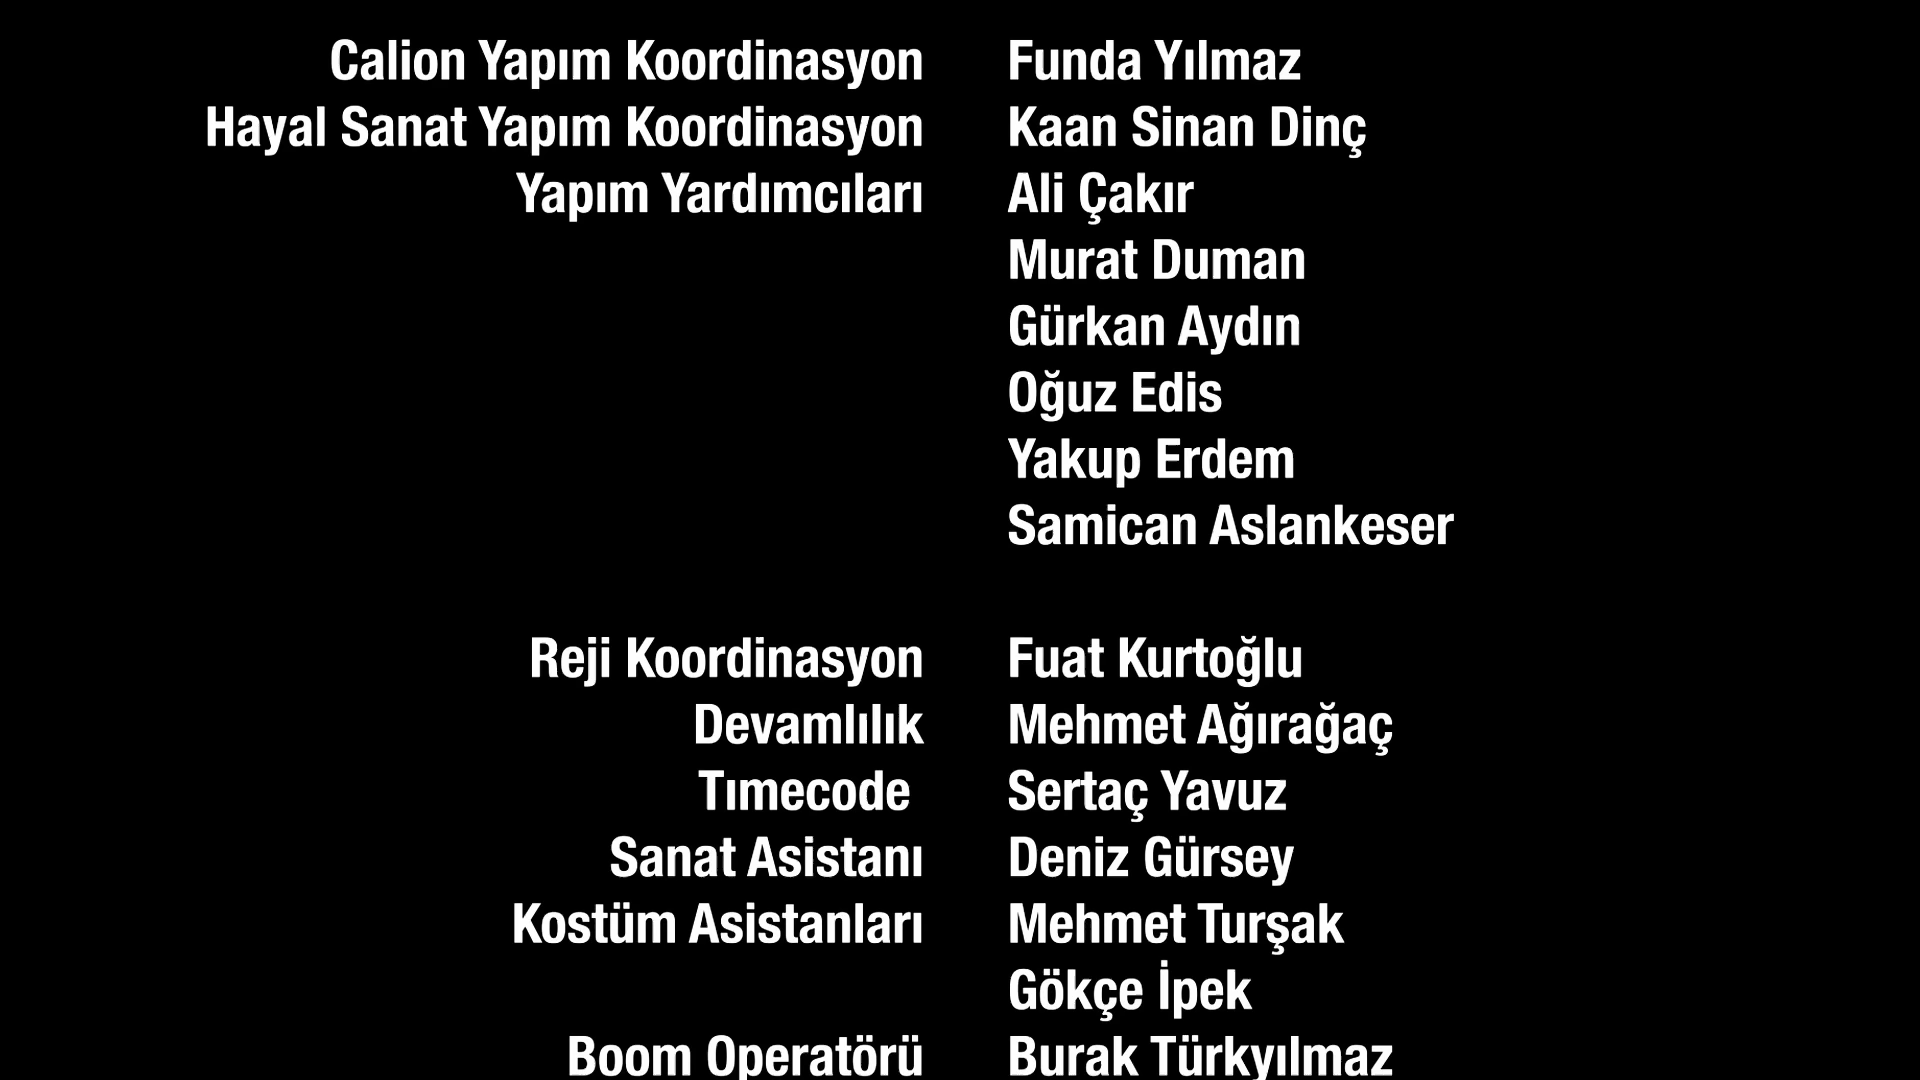 Calion Yapım Koordinasyon Funda Yılmaz
Hayal Sanat Yapım Koordinasyon Kaan Sinan Dinç
Yapım Yardımcıları Ali Çakır
Murat Duman
Gürkan Aydın
Oğuz Edis
Yakup Erdem
Samican Aslankeser
Reji Koordinasyon Fuat Kurtoğlu
Devamlılık Mehmet Ağırağaç
Tımecode Sertaç Yavuz
Sanat Asistanı Deniz Gürsey
Kostüm Asistanları Mehmet Turşak
Gökçe İpek
Boom Operatörü Burak Türkyılmaz